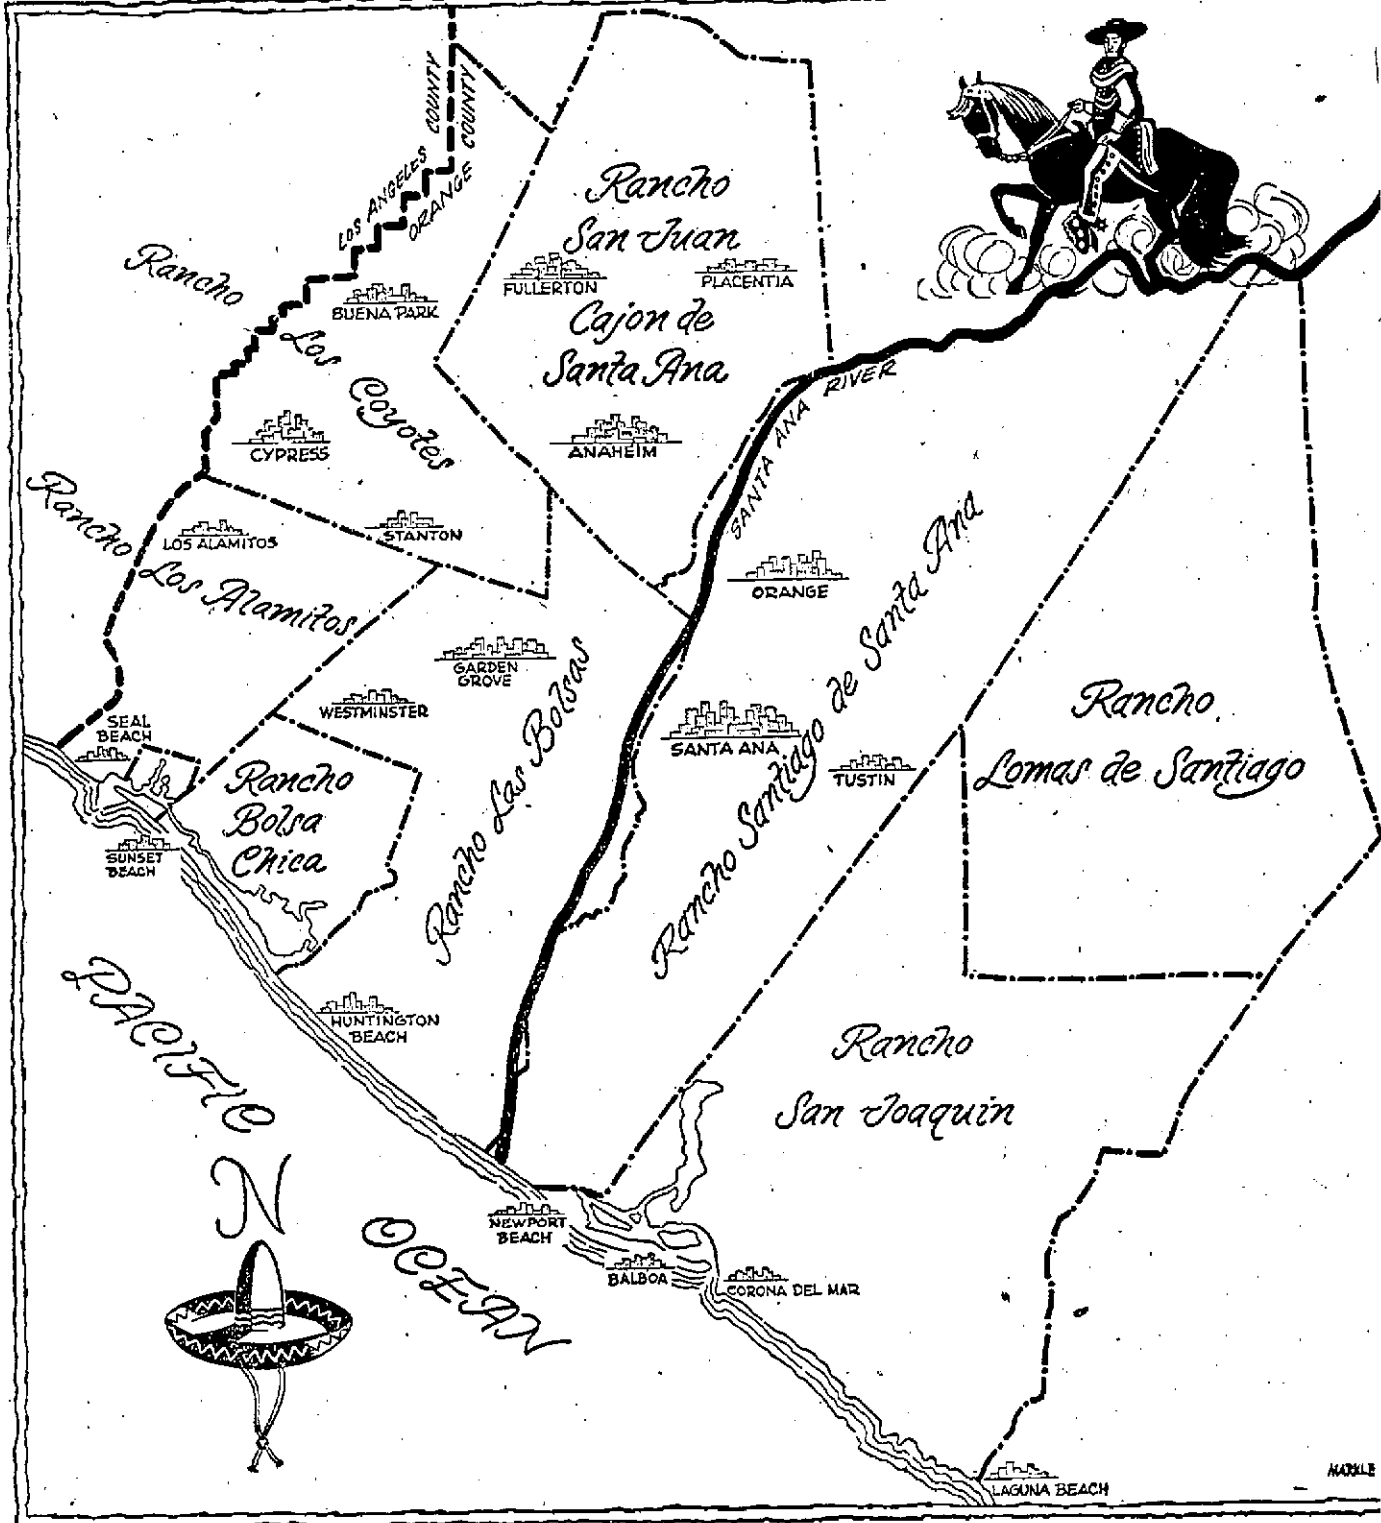 LOS ANGELES COUNTY
ORANGE COUNTY
Rancho
San Juan
Cajon de
Santa Ana
FULLERTON
PLACENTIA
ANAHEIM
Rancho
Los
Coyotes
BUENA PARK
CYPRESS
Rancho
Los Alamitos
LOS ALAMITOS
STANTON
SANTA ANA RIVER
ORANGE
GARDEN
GROVE
WESTMINSTER
Rancho Las Bolsas
SANTA ANA
Rancho Santiago de Santa Ana
TUSTIN
Rancho
Lomas de Santiago
SEAL
BEACH
Rancho
Bolsa
Chica
SUNSET
BEACH
HUNTINGTON
BEACH
Rancho
San Joaquin
PACIFIC
OCEAN
N
NEWPORT
BEACH
BALBOA
CORONA DEL MAR
LAGUNA BEACH